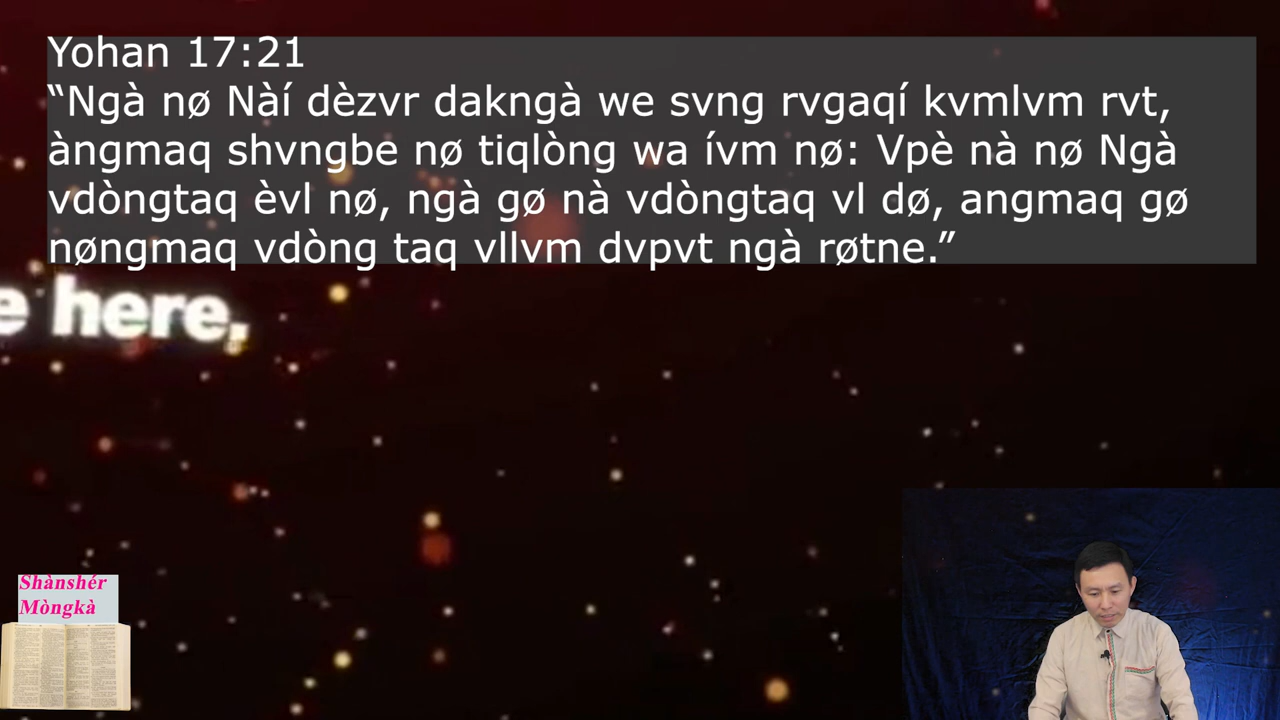 Yohan 17:21
“Ngà nø Nàí dèzvr dakngà we svng rvgaqí kvmlvm rvt,
àngmaq shvngbe nø tiqlòng wa ívm nø: Vpè nà nø Ngà
vdòngtaq èvl nø, ngà gø nà vdòngtaq vl dø, angmaq gø
nøngmaq vdòng taq vllvm dvpvt ngà røtne.”
e here,
Shànshér
Mòngkà